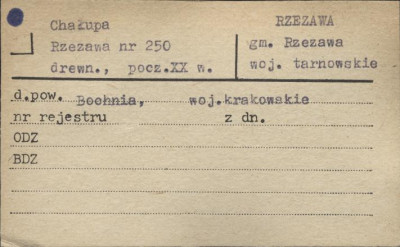 Chałupa
Rzezawa nr 250
drewn., pocz.XX w.
RZEZAWA
gm. Rzezawa
woj. tarnowskie
d.pow. Bochnia, woj.krakowskie
nr rejestru z dn.
ODZ
BDZ